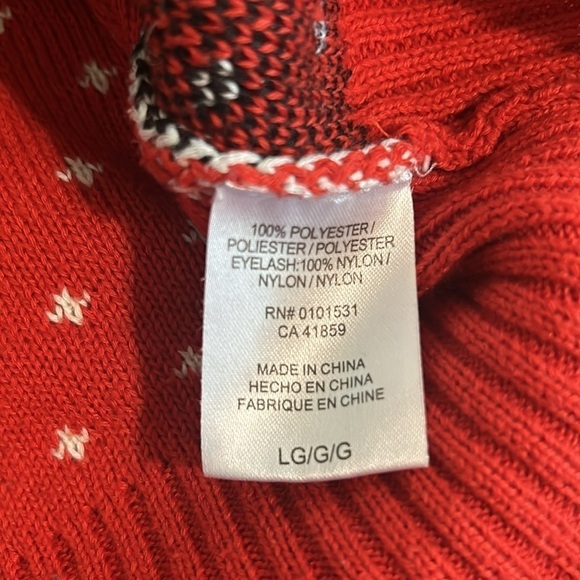 100% POLYESTER/
POLIESTER/POLYESTER
EYELASH:100% NYLON/
NYLON/NYLON
RN# 0101531
CA 41859
MADE IN CHINA
HECHO EN CHINA
FABRIQUE EN CHINE
LG/G/G